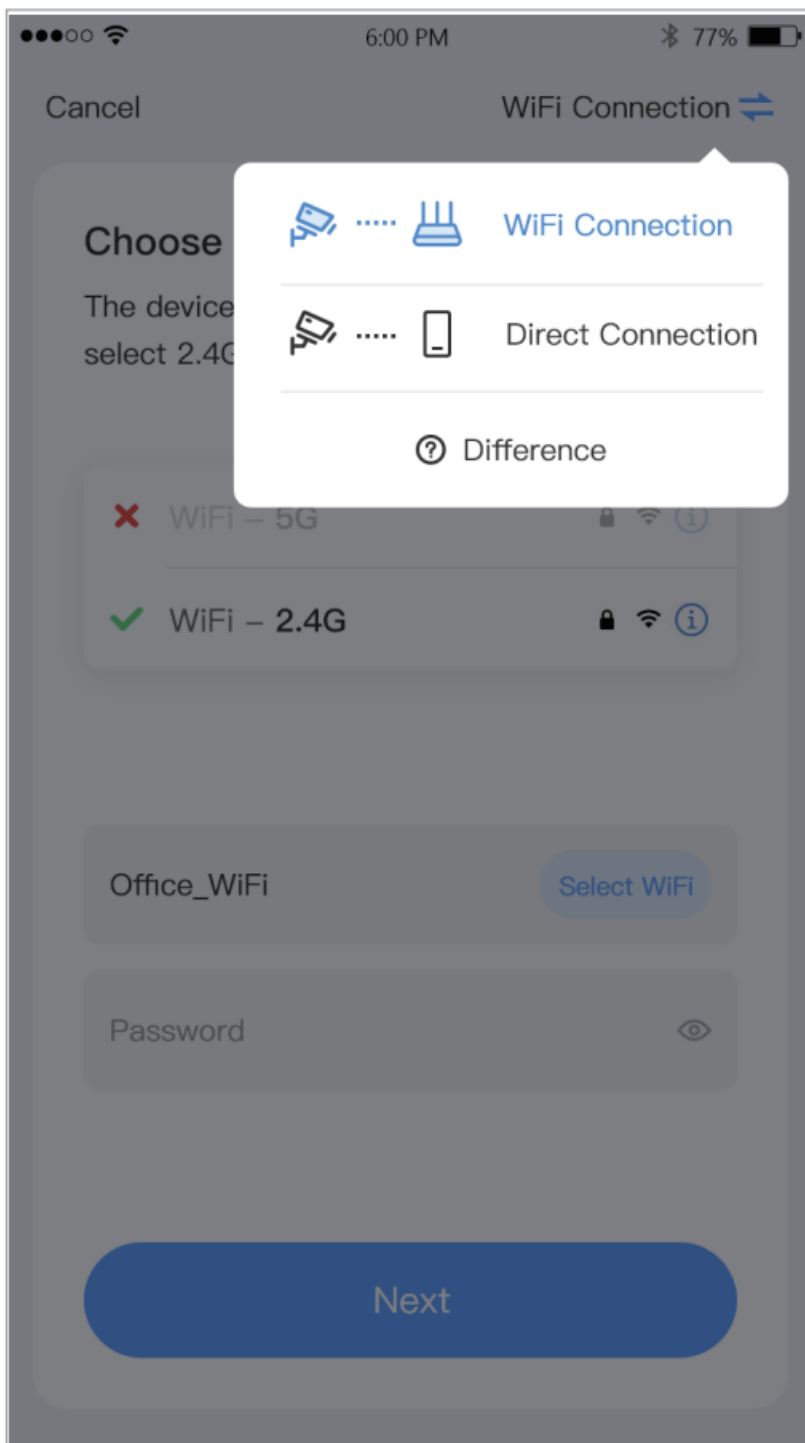 6:00 PM 77%
Cancel WiFi Connection
WiFi Connection
Direct Connection
Difference
Choose
The device
select 2.4G
WiFi – 5G
WiFi – 2.4G
Office_WiFi Select WiFi
Password
Next